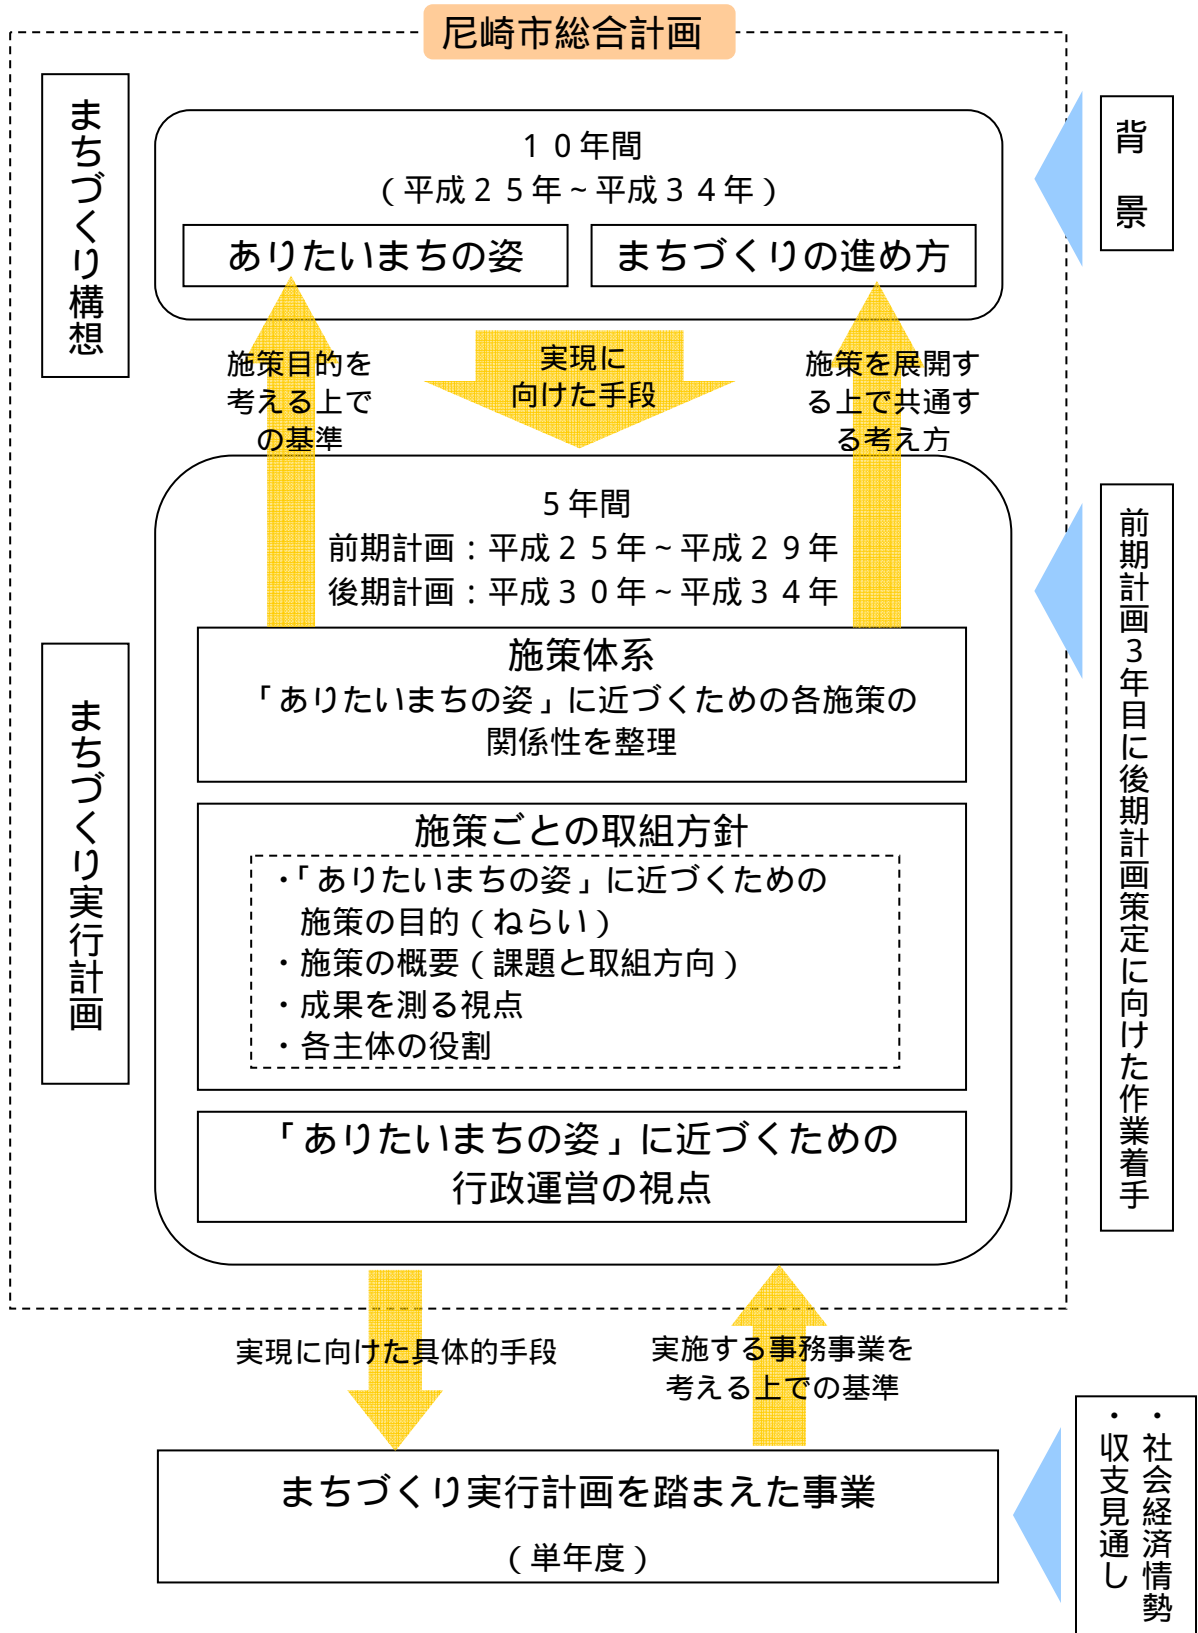 尼崎市総合計画
まちづくり構想
１０年間
（平成２５年～平成３４年）
ありたいまちの姿
まちづくりの進め方
背景
施策目的を
考える上で
の基準
実現に
向けた手段
施策を展開す
る上で共通す
る考え方
まちづくり実行計画
５年間
前期計画：平成２５年～平成２９年
後期計画：平成３０年～平成３４年
施策体系
「ありたいまちの姿」に近づくための各施策の
関係性を整理
施策ごとの取組方針
・「ありたいまちの姿」に近づくための
施策の目的（ねらい）
・施策の概要（課題と取組方向）
・成果を測る視点
・各主体の役割
「ありたいまちの姿」に近づくための
行政運営の視点
前期計画３年目に後期計画策定に向けた作業着手
実現に向けた具体的手段
実施する事務事業を
考える上での基準
まちづくり実行計画を踏まえた事業
（単年度）
・社会経済情勢
・収支見通し